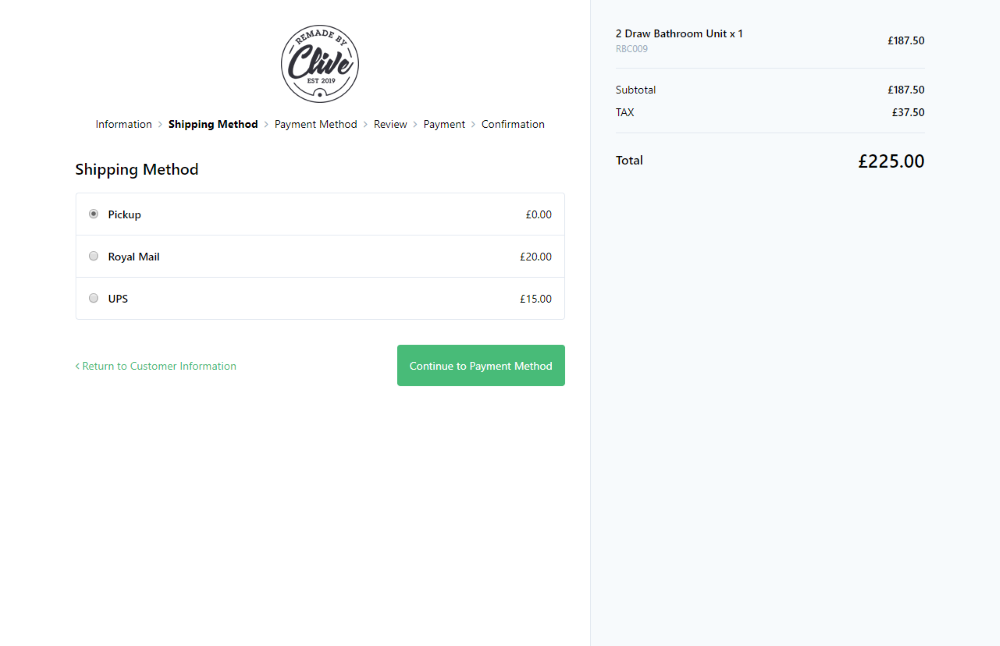 REMADE BY
Clive
EST 2019
Information > Shipping Method > Payment Method > Review > Payment > Confirmation
Shipping Method
Pickup £0.00
Royal Mail £20.00
UPS £15.00
‹ Return to Customer Information
Continue to Payment Method
2 Draw Bathroom Unit x 1 £187.50
RBC009
Subtotal £187.50
TAX £37.50
Total £225.00